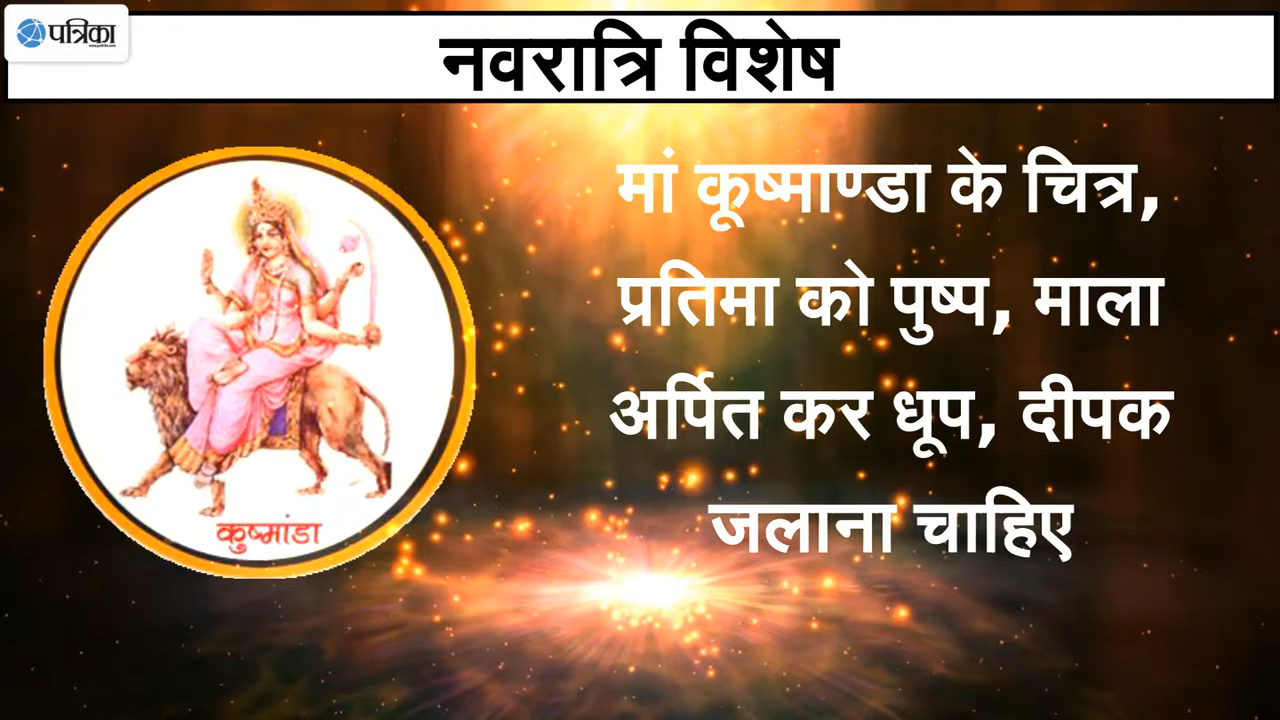 पत्रिका
नवरात्रि विशेष
मां कूष्माण्डा के चित्र,
प्रतिमा को पुष्प, माला
अर्पित कर धूप, दीपक
जलाना चाहिए
कुष्मांडा